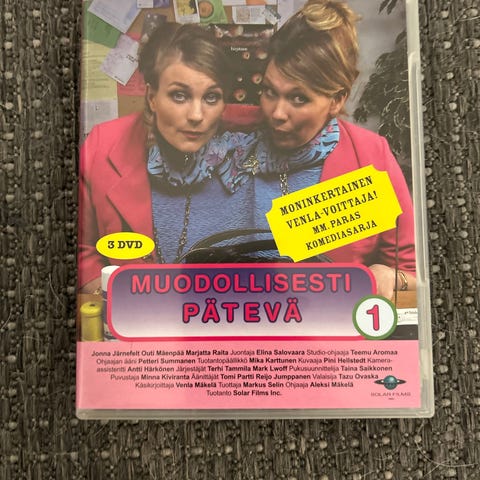 MONINKERTAINEN
VENLA-VOITTAJA!
MM. PARAS
KOMEDIASARJA
3 DVD
MUODOLLISESTI
PÄTEVÄ
1
Jonna Järnefelt Outi Mäenpää Marjatta Raita Juontaja Elina Salovaara Studio-ohjaaja Teemu Aromaa
Ohjaajan ääni Petteri Summanen Tuotantopäällikkö Mika Karttunen Kuvaaja Pini Hellstedt Kamera-
assistentti Antti Härkönen Järjestäjät Terhi Tammila Mark Lwoff Pukusuunnittelija Taina Saikkonen
Puvustaja Minna Kiviranta Äänittäjät Tomi Partti Reijo Jumppanen Valaisija Tazu Ovaska
Käsikirjoittaja Venla Mäkelä Tuottaja Markus Selin Ohjaaja Aleksi Mäkelä
Tuotanto Solar Films Inc.
SOLAR FILMS